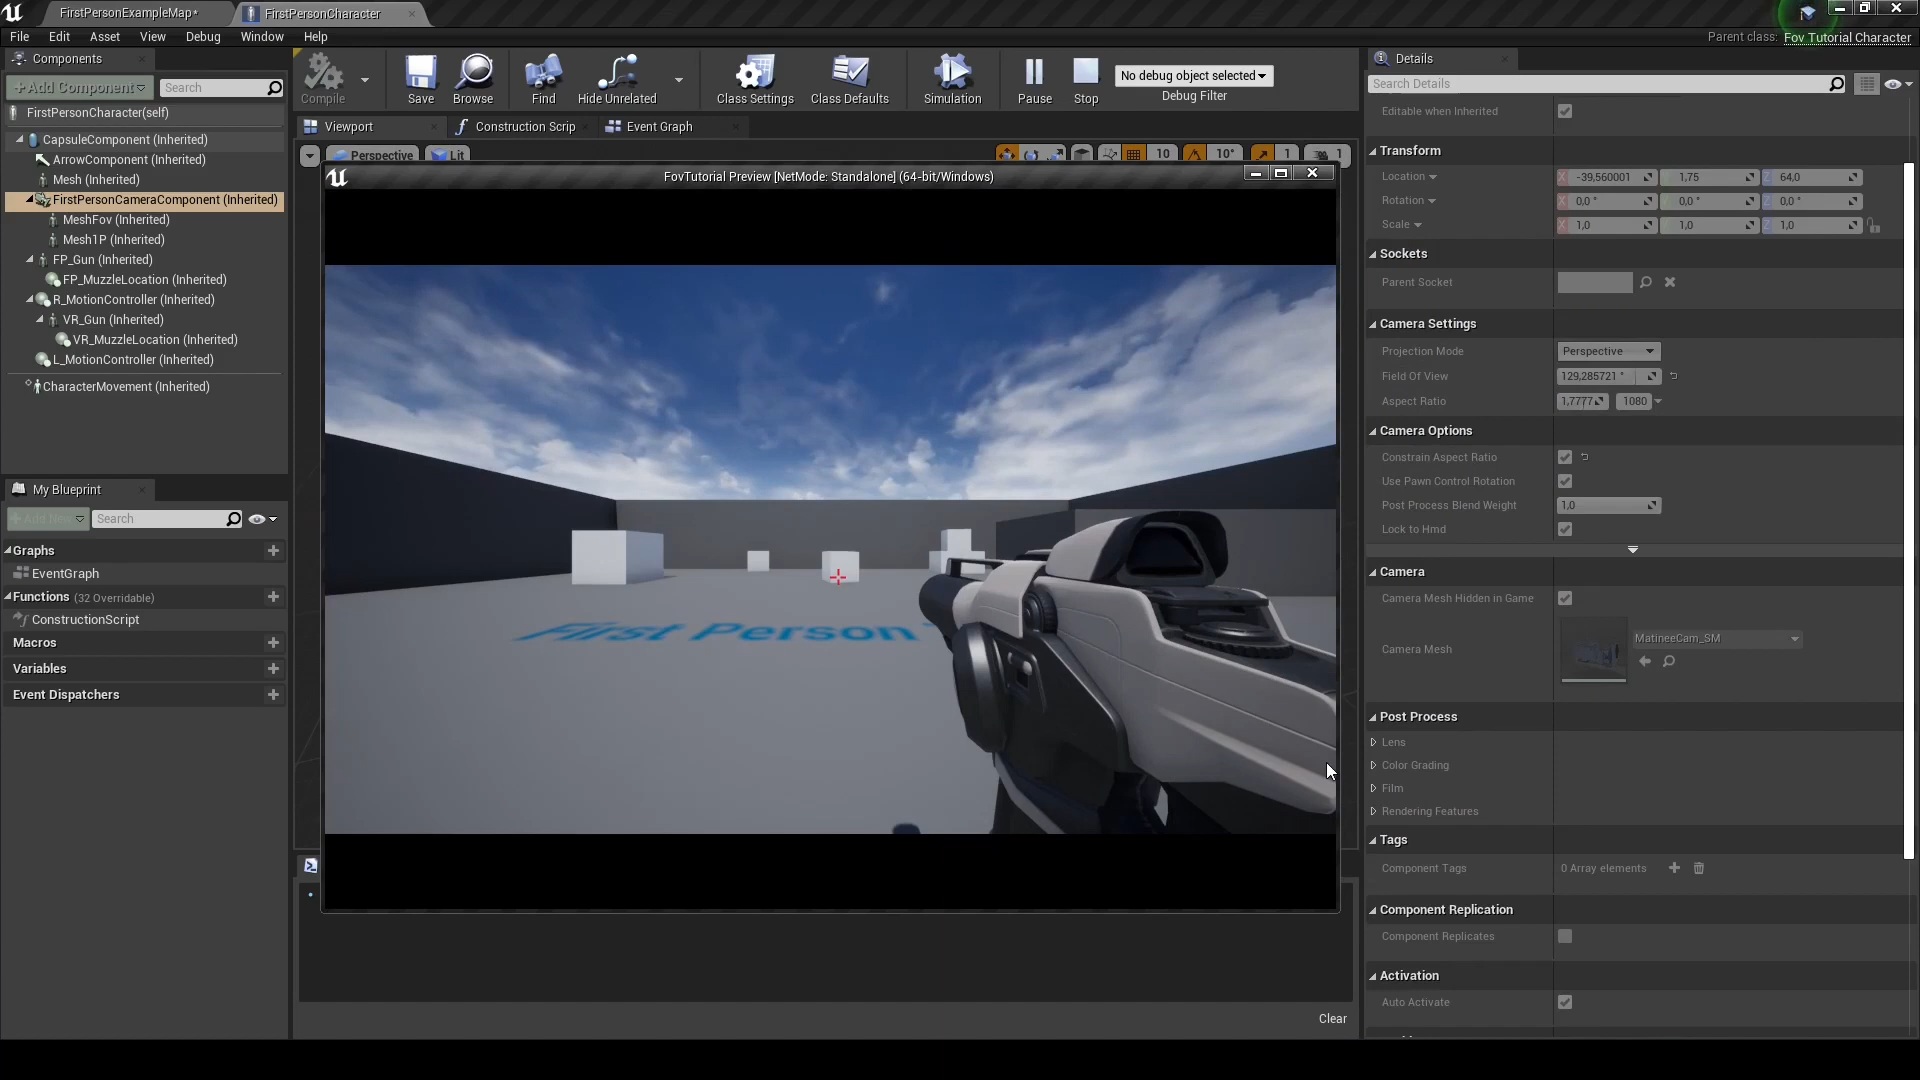 FirstPersonExampleMap*
FirstPersonCharacter
File Edit Asset View Debug Window Help
Parent class: Fov Tutorial Character
Components
+ Add Component
Search
FirstPersonCharacter(self)
CapsuleComponent (Inherited)
ArrowComponent (Inherited)
Mesh (Inherited)
FirstPersonCameraComponent (Inherited)
MeshFov (Inherited)
Mesh1P (Inherited)
FP_Gun (Inherited)
FP_MuzzleLocation (Inherited)
R_MotionController (Inherited)
VR_Gun (Inherited)
VR_MuzzleLocation (Inherited)
L_MotionController (Inherited)
CharacterMovement (Inherited)
My Blueprint
+ Add New
Search
Graphs
EventGraph
Functions (32 Overridable)
ConstructionScript
Macros
Variables
Event Dispatchers
Compile
Save
Browse
Find
Hide Unrelated
Class Settings
Class Defaults
Simulation
Pause
Stop
No debug object selected
Debug Filter
Viewport
Construction Scrip
Event Graph
Perspective
Lit
10
10°
1
1
FovTutorial Preview [NetMode: Standalone] (64-bit/Windows)
First Person
Clear
Details
Search Details
Editable when Inherited
Transform
Location X -39,560001 1,75 Z 64,0
Rotation X 0,0 ° 0,0 ° Z 0,0 °
Scale X 1,0 1,0 Z 1,0
Sockets
Parent Socket
Camera Settings
Projection Mode Perspective
Field Of View 129,285721 °
Aspect Ratio 1,7777 1080
Camera Options
Constrain Aspect Ratio
Use Pawn Control Rotation
Post Process Blend Weight 1,0
Lock to Hmd
Camera
Camera Mesh Hidden in Game
Camera Mesh MatineeCam_SM
Post Process
Lens
Color Grading
Film
Rendering Features
Tags
Component Tags 0 Array elements
Component Replication
Component Replicates
Activation
Auto Activate